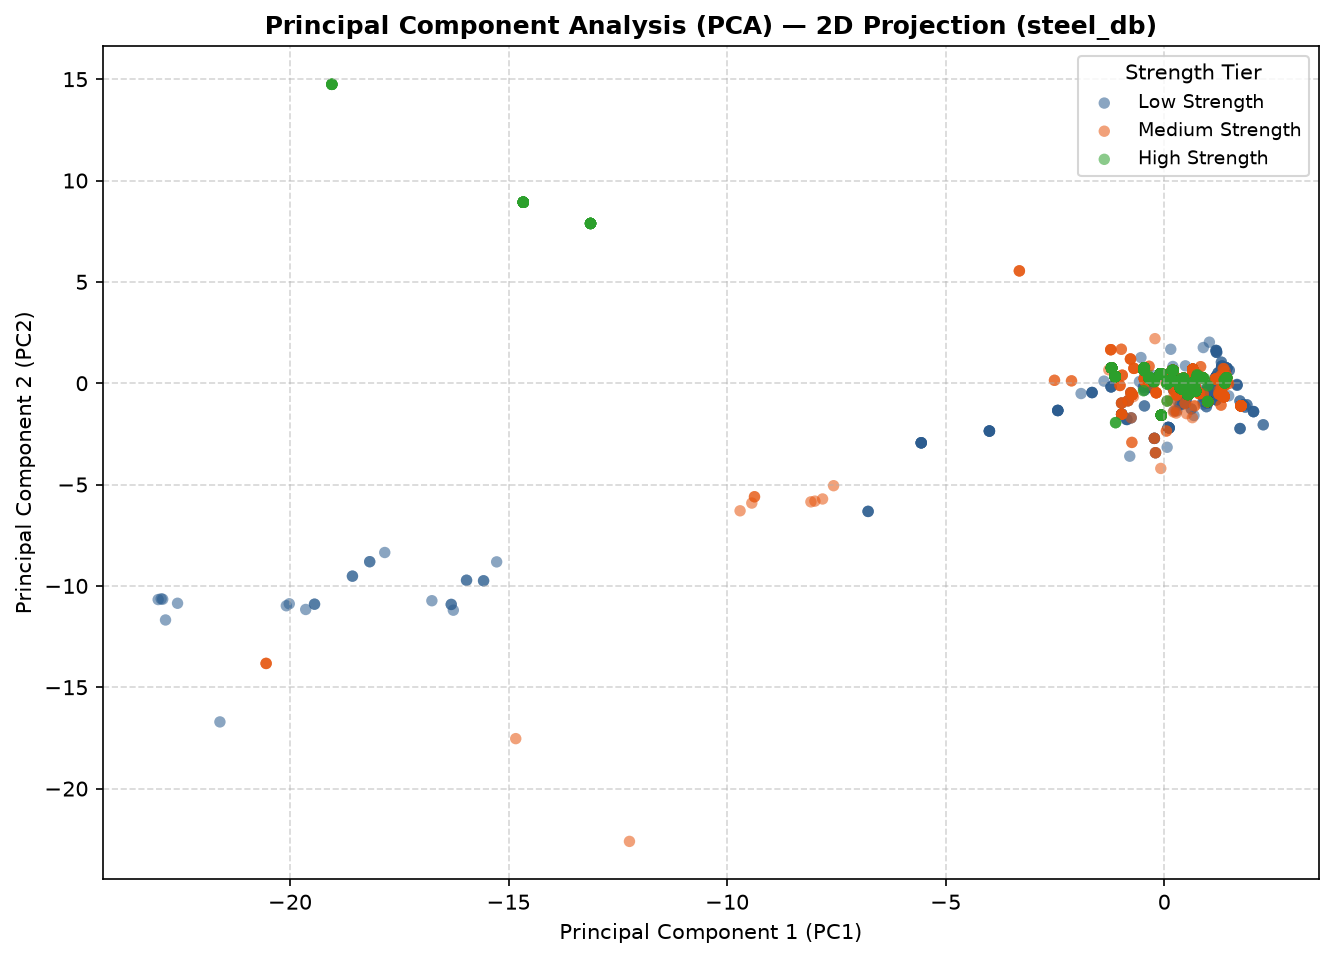 Principal Component Analysis (PCA) — 2D Projection (steel_db)
Strength Tier
Low Strength
Medium Strength
High Strength
15
10
5
0
−5
−10
−15
−20
Principal Component 2 (PC2)
−20
−15
−10
−5
0
Principal Component 1 (PC1)